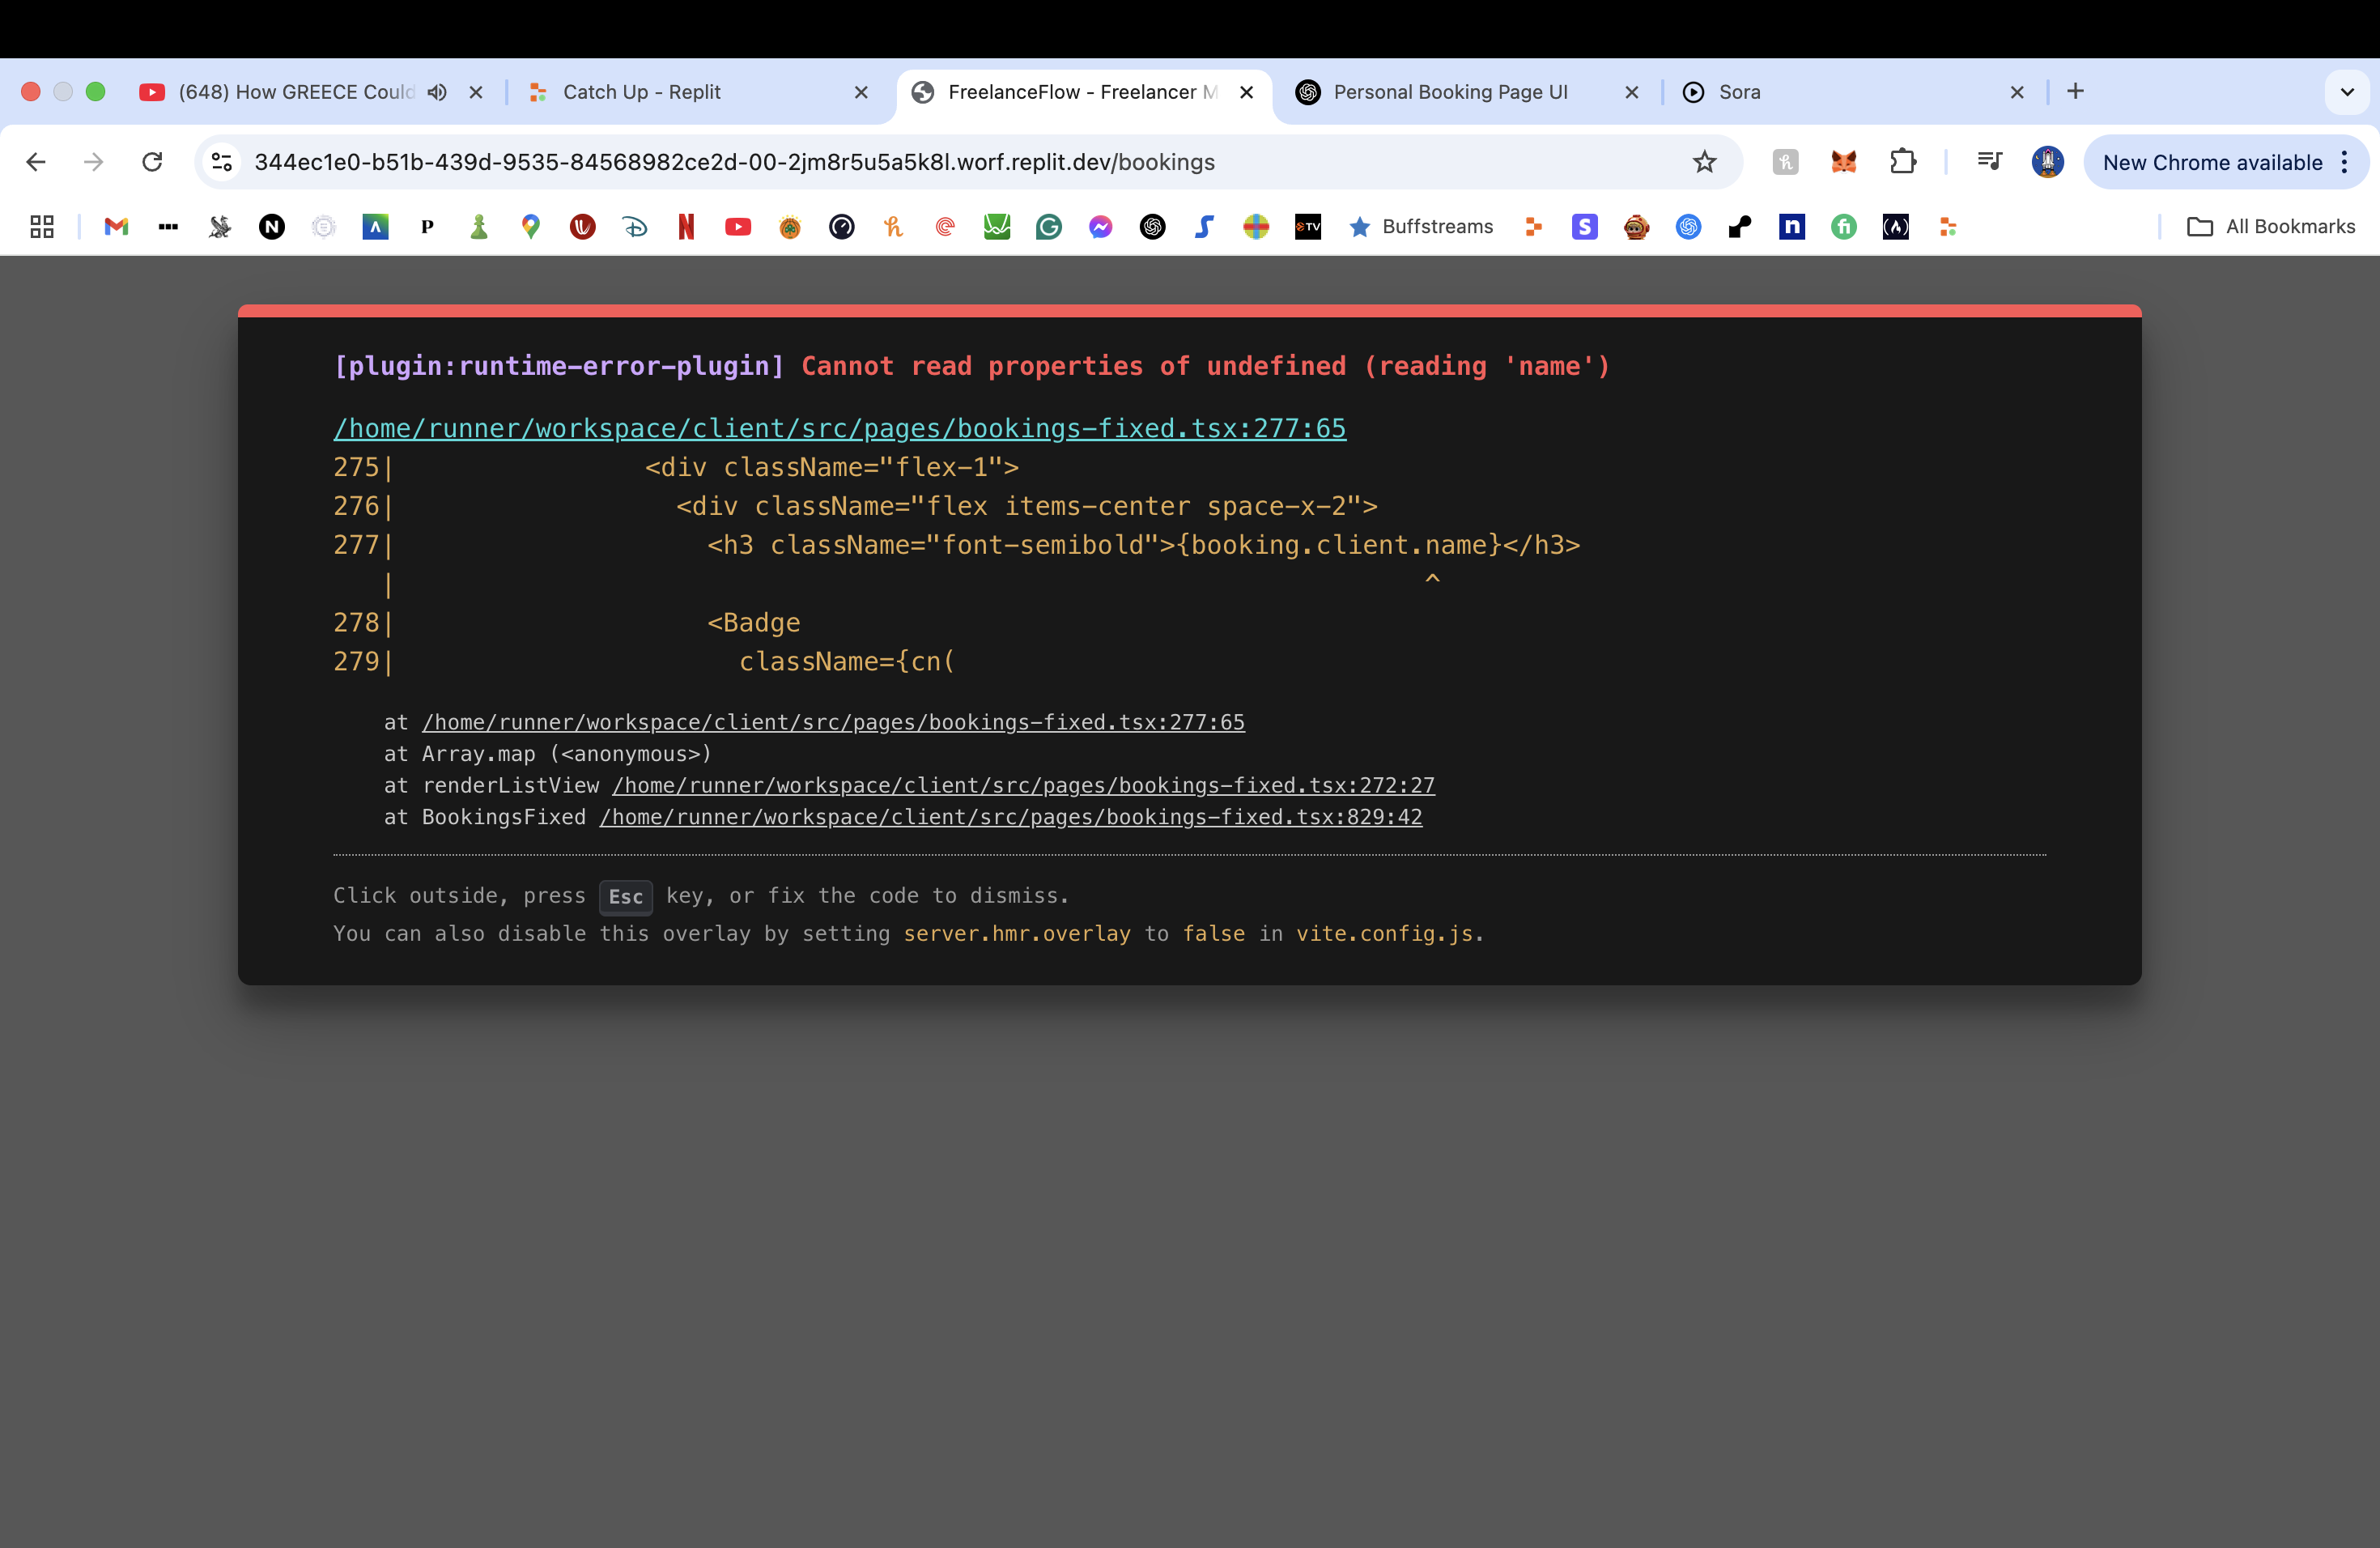 (648) How GREECE Could
Catch Up - Replit
FreelanceFlow - Freelancer M
Personal Booking Page UI
Sora
344ec1e0-b51b-439d-9535-84568982ce2d-00-2jm8r5u5a5k8l.worf.replit.dev/bookings
New Chrome available
Buffstreams
All Bookmarks
[plugin:runtime-error-plugin] Cannot read properties of undefined (reading 'name')
/home/runner/workspace/client/src/pages/bookings-fixed.tsx:277:65
275|                <div className="flex-1">
276|                  <div className="flex items-center space-x-2">
277|                    <h3 className="font-semibold">{booking.client.name}</h3>
   |                                                                  ^
278|                    <Badge
279|                      className={cn(
at /home/runner/workspace/client/src/pages/bookings-fixed.tsx:277:65
at Array.map (<anonymous>)
at renderListView /home/runner/workspace/client/src/pages/bookings-fixed.tsx:272:27
at BookingsFixed /home/runner/workspace/client/src/pages/bookings-fixed.tsx:829:42
Click outside, press Esc key, or fix the code to dismiss.
You can also disable this overlay by setting server.hmr.overlay to false in vite.config.js.